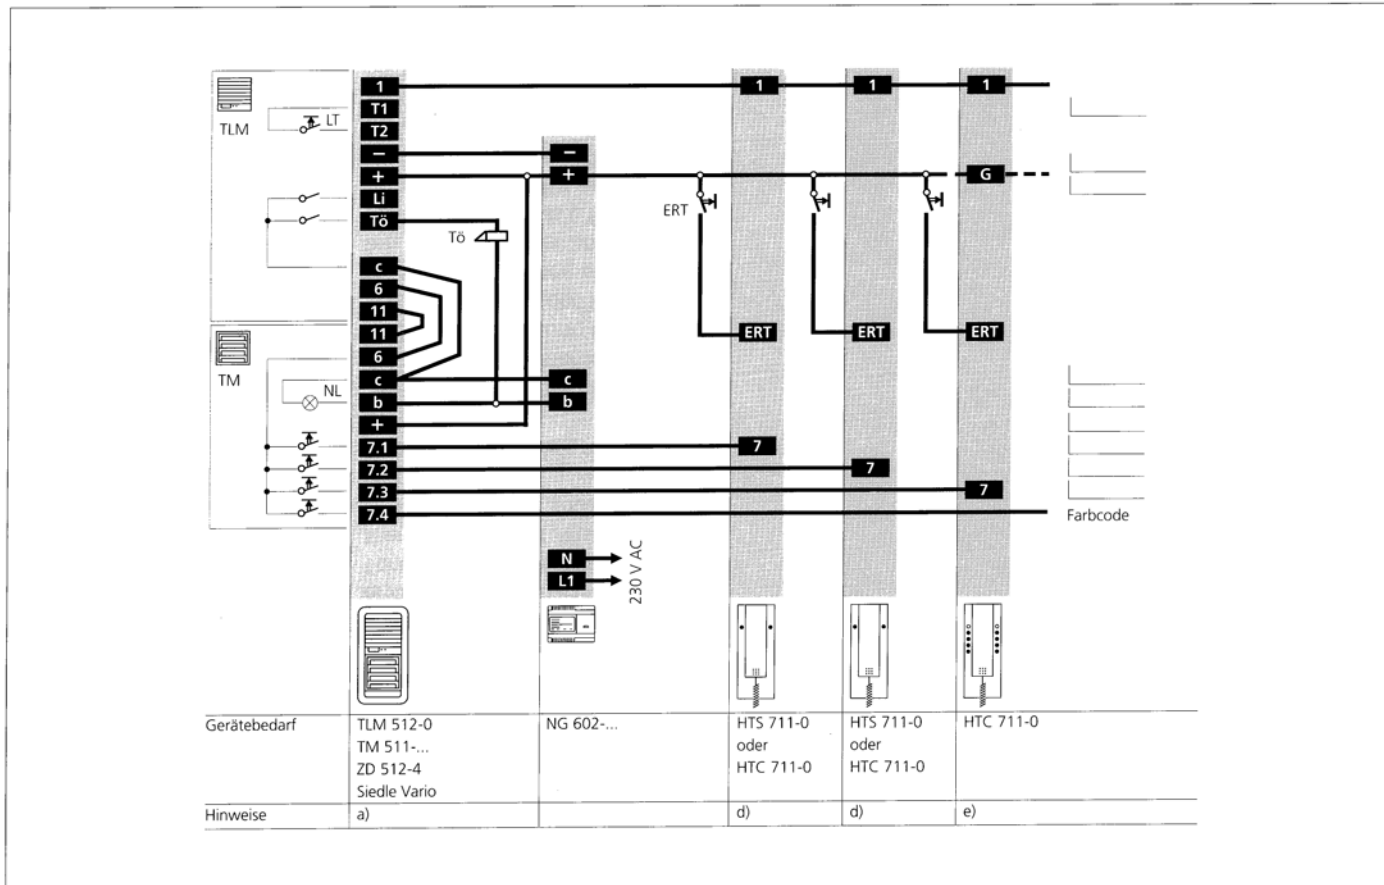 1 1 1 1
TLM
T1
LT
T2
− −
+ + G
Li
ERT
Tö
Tö
c
6
11
11 ERT ERT ERT
6
TM
c c
NL
b b
+
7.1 7
7.2 7
7.3 7
7.4 Farbcode
N
L1
230 V AC
Gerätebedarf TLM 512-0 NG 602-... HTS 711-0 HTS 711-0 HTC 711-0
TM 511-... oder oder
ZD 512-4 HTC 711-0 HTC 711-0
Siedle Vario
Hinweise a) d) d) e)